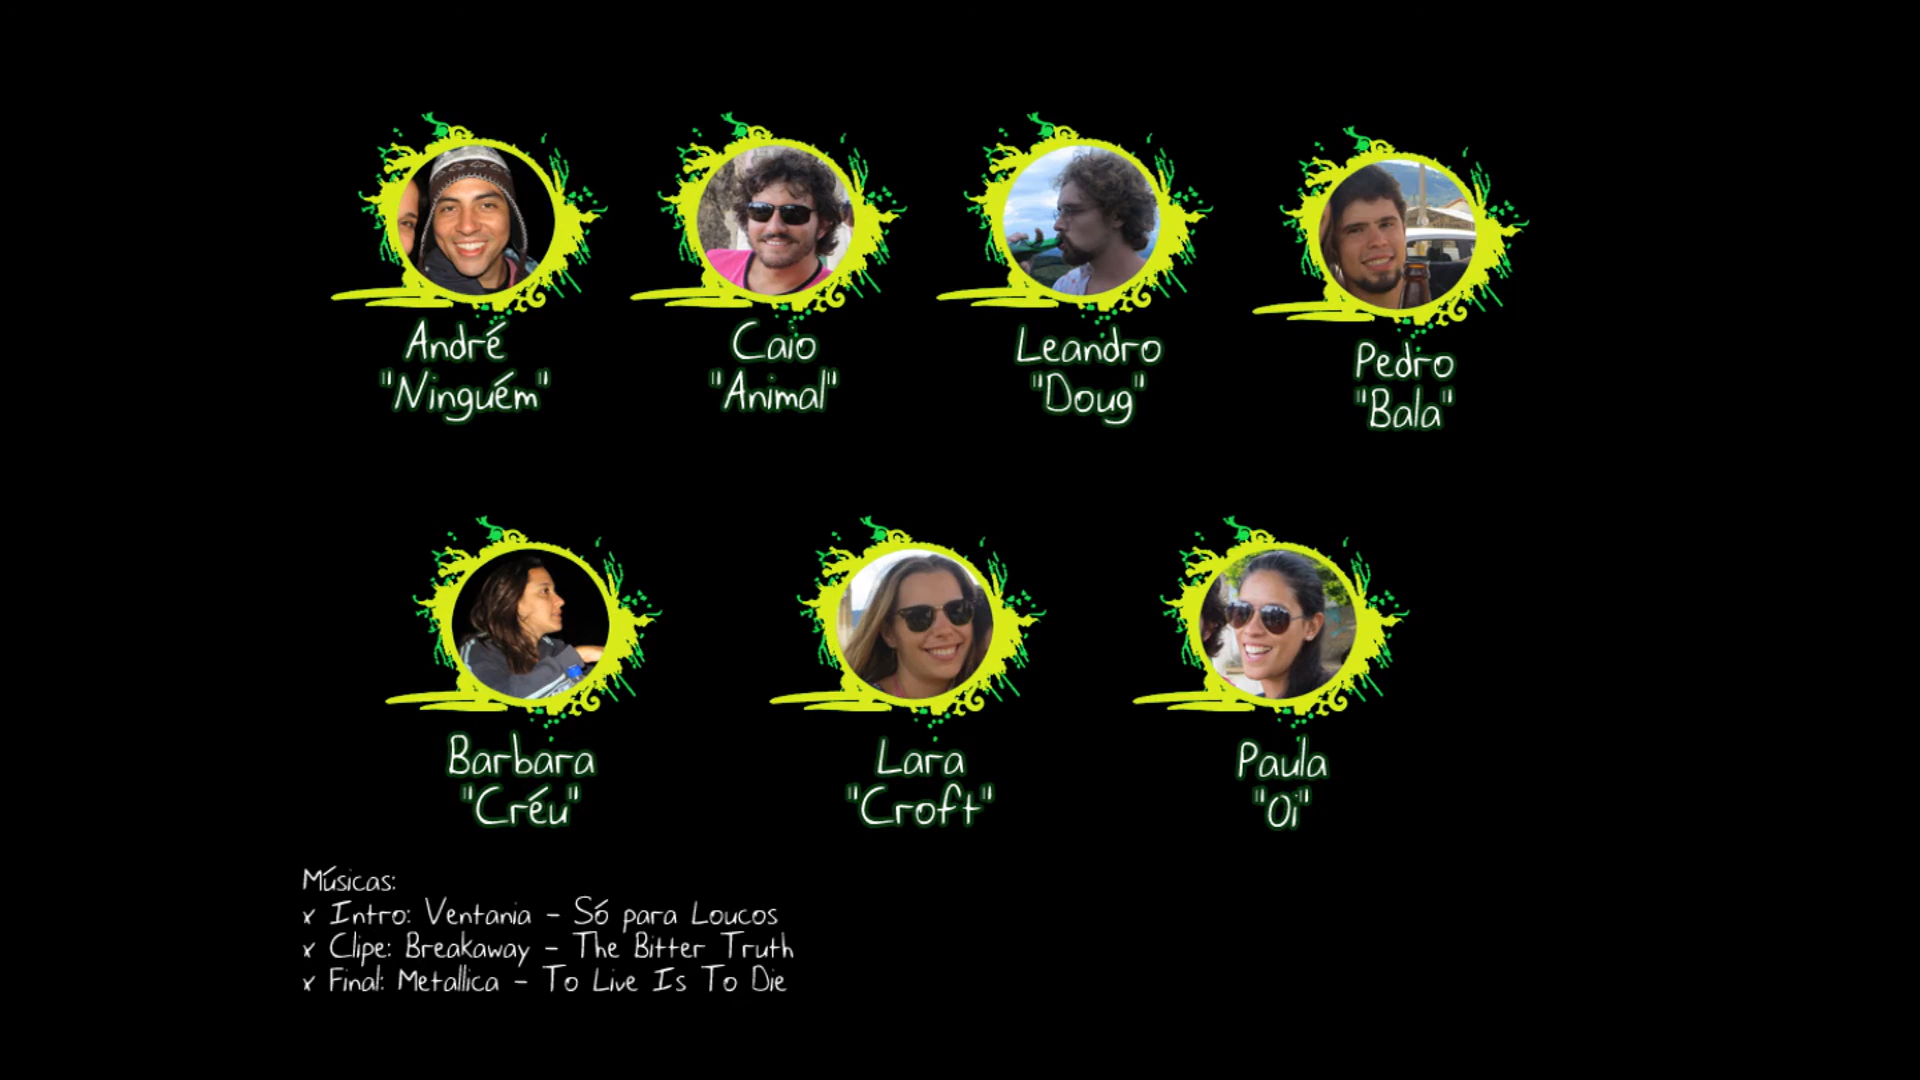 André
"Ninguém"
Caio
"Animal"
Leandro
"Doug"
Pedro
"Bala"
Barbara
"Créu"
Lara
"Croft"
Paula
"Oi"
Músicas:
x Intro: Ventania - Só para Loucos
x Clipe: Breakaway - The Bitter Truth
x Final: Metallica - To Live Is To Die